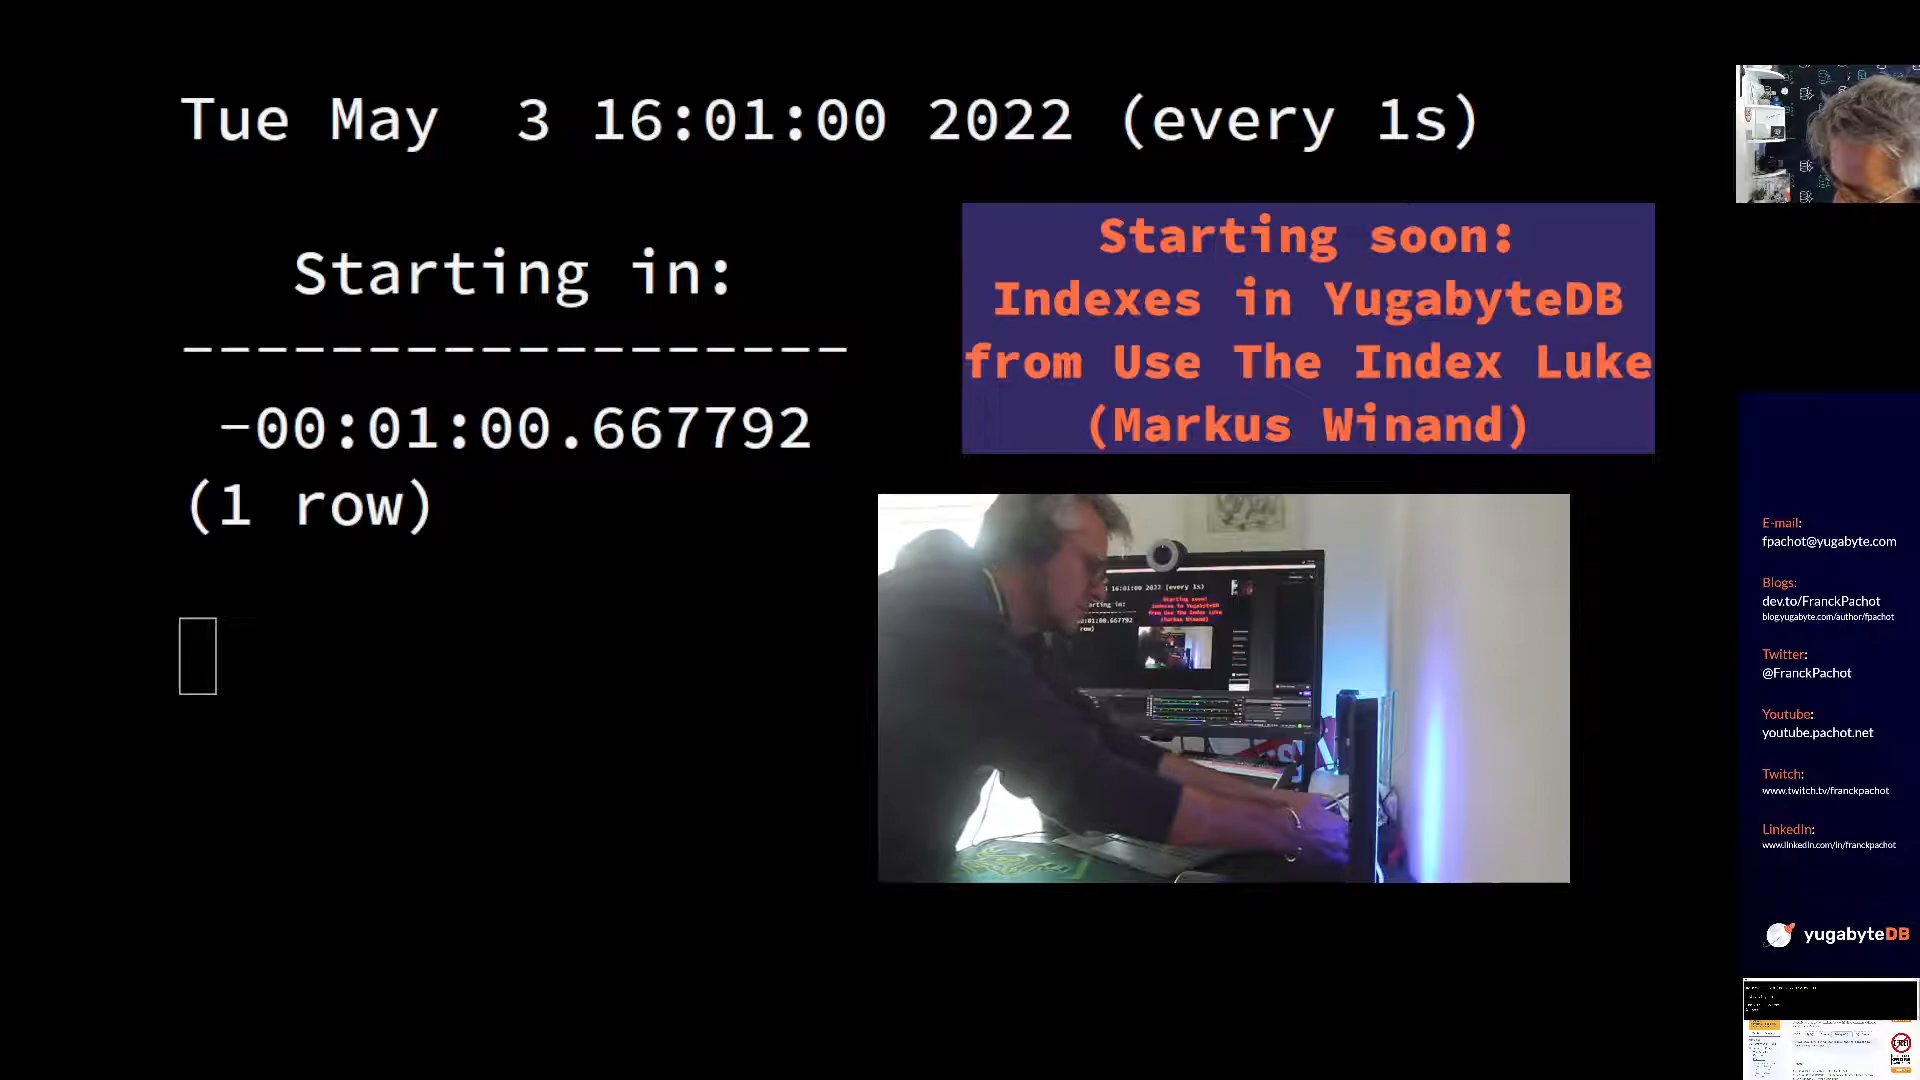 Tue May  3 16:01:00 2022 (every 1s)
Starting in:
-------------------
-00:01:00.667792
(1 row)
Starting soon:
Indexes in YugabyteDB
from Use The Index Luke
(Markus Winand)
E-mail:
fpachot@yugabyte.com
Blogs:
dev.to/FranckPachot
blog.yugabyte.com/author/fpachot
Twitter:
@FranckPachot
Youtube:
youtube.pachot.net
Twitch:
www.twitch.tv/franckpachot
LinkedIn:
www.linkedin.com/in/franckpachot
yugabyteDB